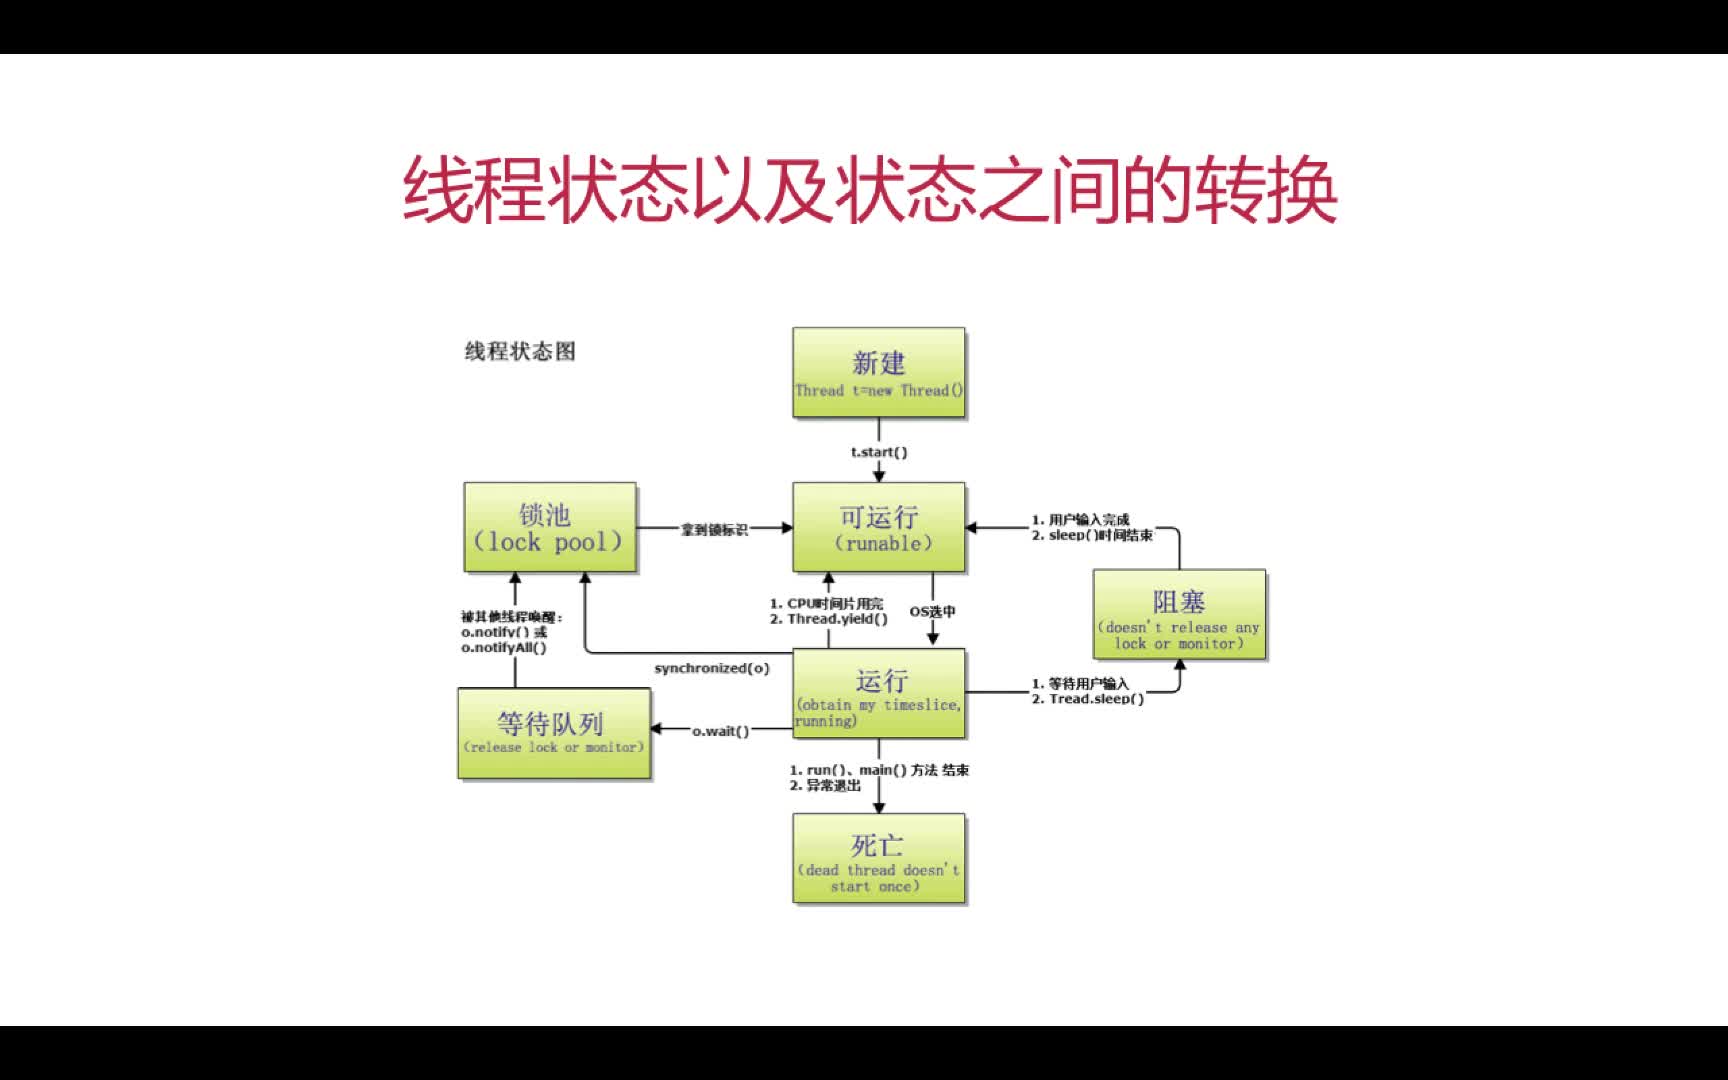 线程状态以及状态之间的转换
线程状态图
新建
Thread t=new Thread()
t.start()
锁池
(lock pool)
拿到锁标识
可运行
(runable)
1. 用户输入完成
2. sleep()时间结束
被其他线程唤醒:
o.notify() 或
o.notifyAll()
1. CPU时间片用完
2. Thread.yield()
OS选中
阻塞
(doesn't release any
lock or monitor)
synchronized(o)
运行
(obtain my timeslice,
running)
1. 等待用户输入
2. Tread.sleep()
等待队列
(release lock or monitor)
o.wait()
1. run()、main() 方法 结束
2. 异常退出
死亡
(dead thread doesn't
start once)